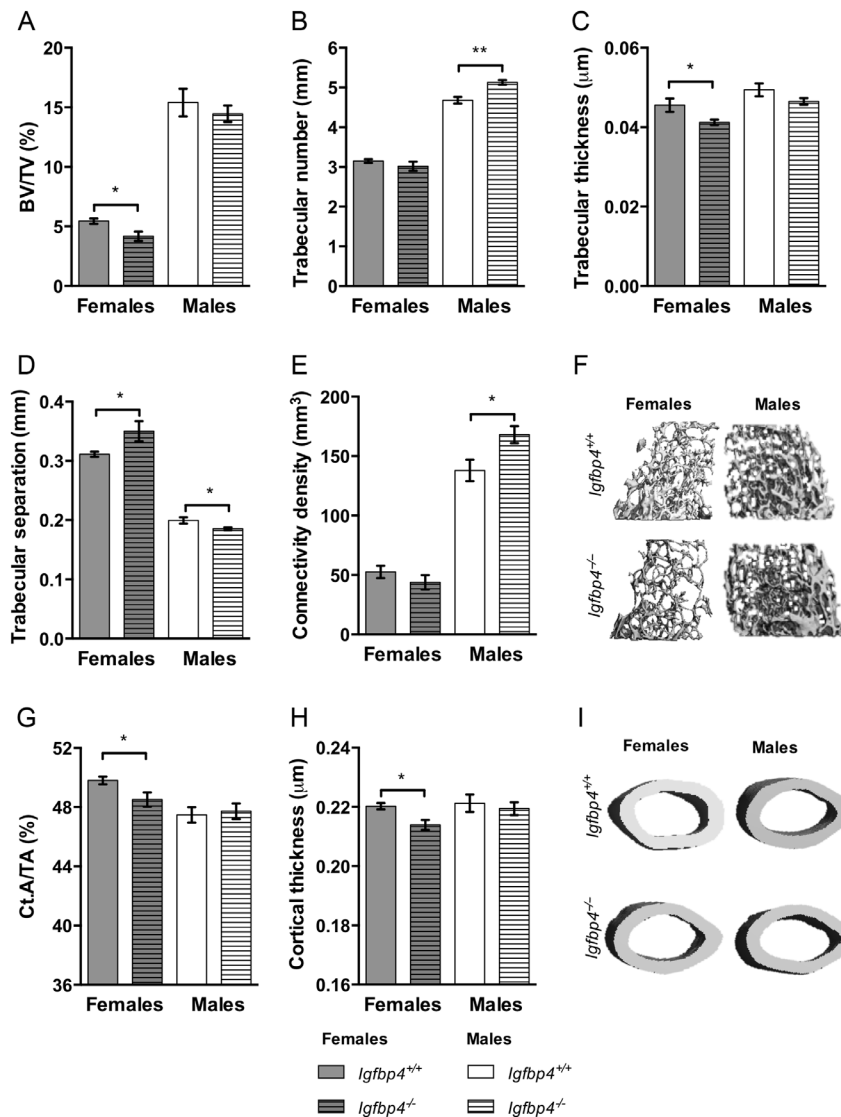 A
BV/TV (%)
20
15
10
5
0
*
Females Males
B
Trabecular number (mm)
6
5
4
3
2
1
0
**
Females Males
C
Trabecular thickness (μm)
0.06
0.04
0.02
0.00
*
Females Males
D
Trabecular separation (mm)
0.4
0.3
0.2
0.1
0.0
*
*
Females Males
E
Connectivity density (mm³)
200
150
100
50
0
*
Females Males
F
Females Males
Igfbp4+/+
Igfbp4-/-
G
Ct.A/TA (%)
52
48
44
40
36
*
Females Males
H
Cortical thickness (μm)
0.24
0.22
0.20
0.18
0.16
*
Females Males
I
Females Males
Igfbp4+/+
Igfbp4-/-
Females Males
Igfbp4+/+ Igfbp4+/+
Igfbp4-/- Igfbp4-/-